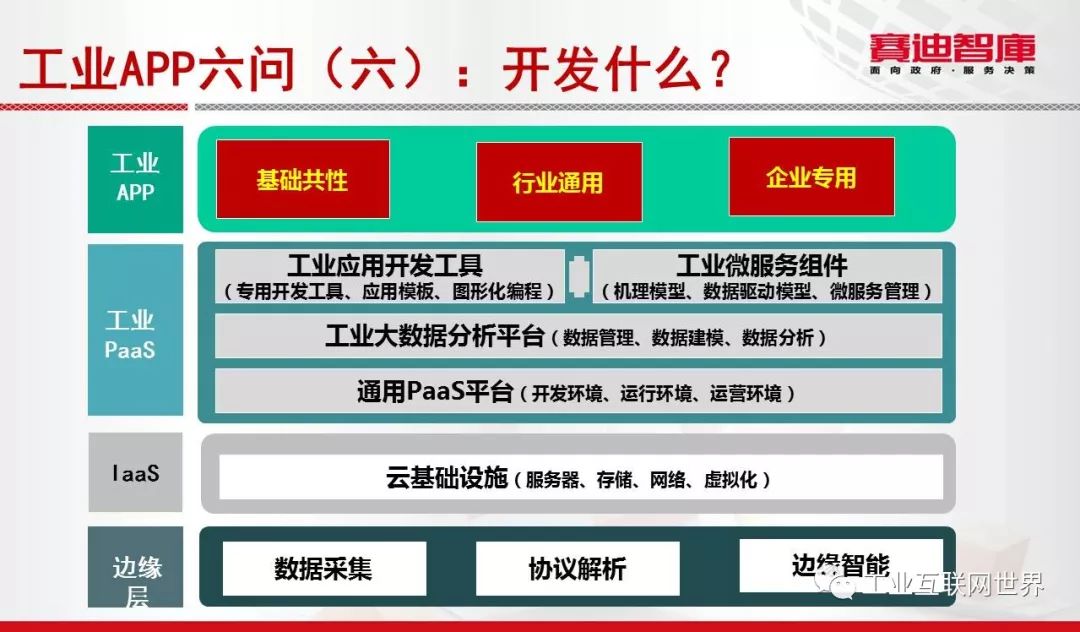 工业APP六问（六）：开发什么？
赛迪智库
面向政府·服务决策
工业
APP
基础共性
行业通用
企业专用
工业
PaaS
工业应用开发工具
（专用开发工具、应用模板、图形化编程）
工业微服务组件
（机理模型、数据驱动模型、微服务管理）
工业大数据分析平台（数据管理、数据建模、数据分析）
通用PaaS平台（开发环境、运行环境、运营环境）
IaaS
云基础设施（服务器、存储、网络、虚拟化）
边缘
层
数据采集
协议解析
边缘智能
工业互联网世界